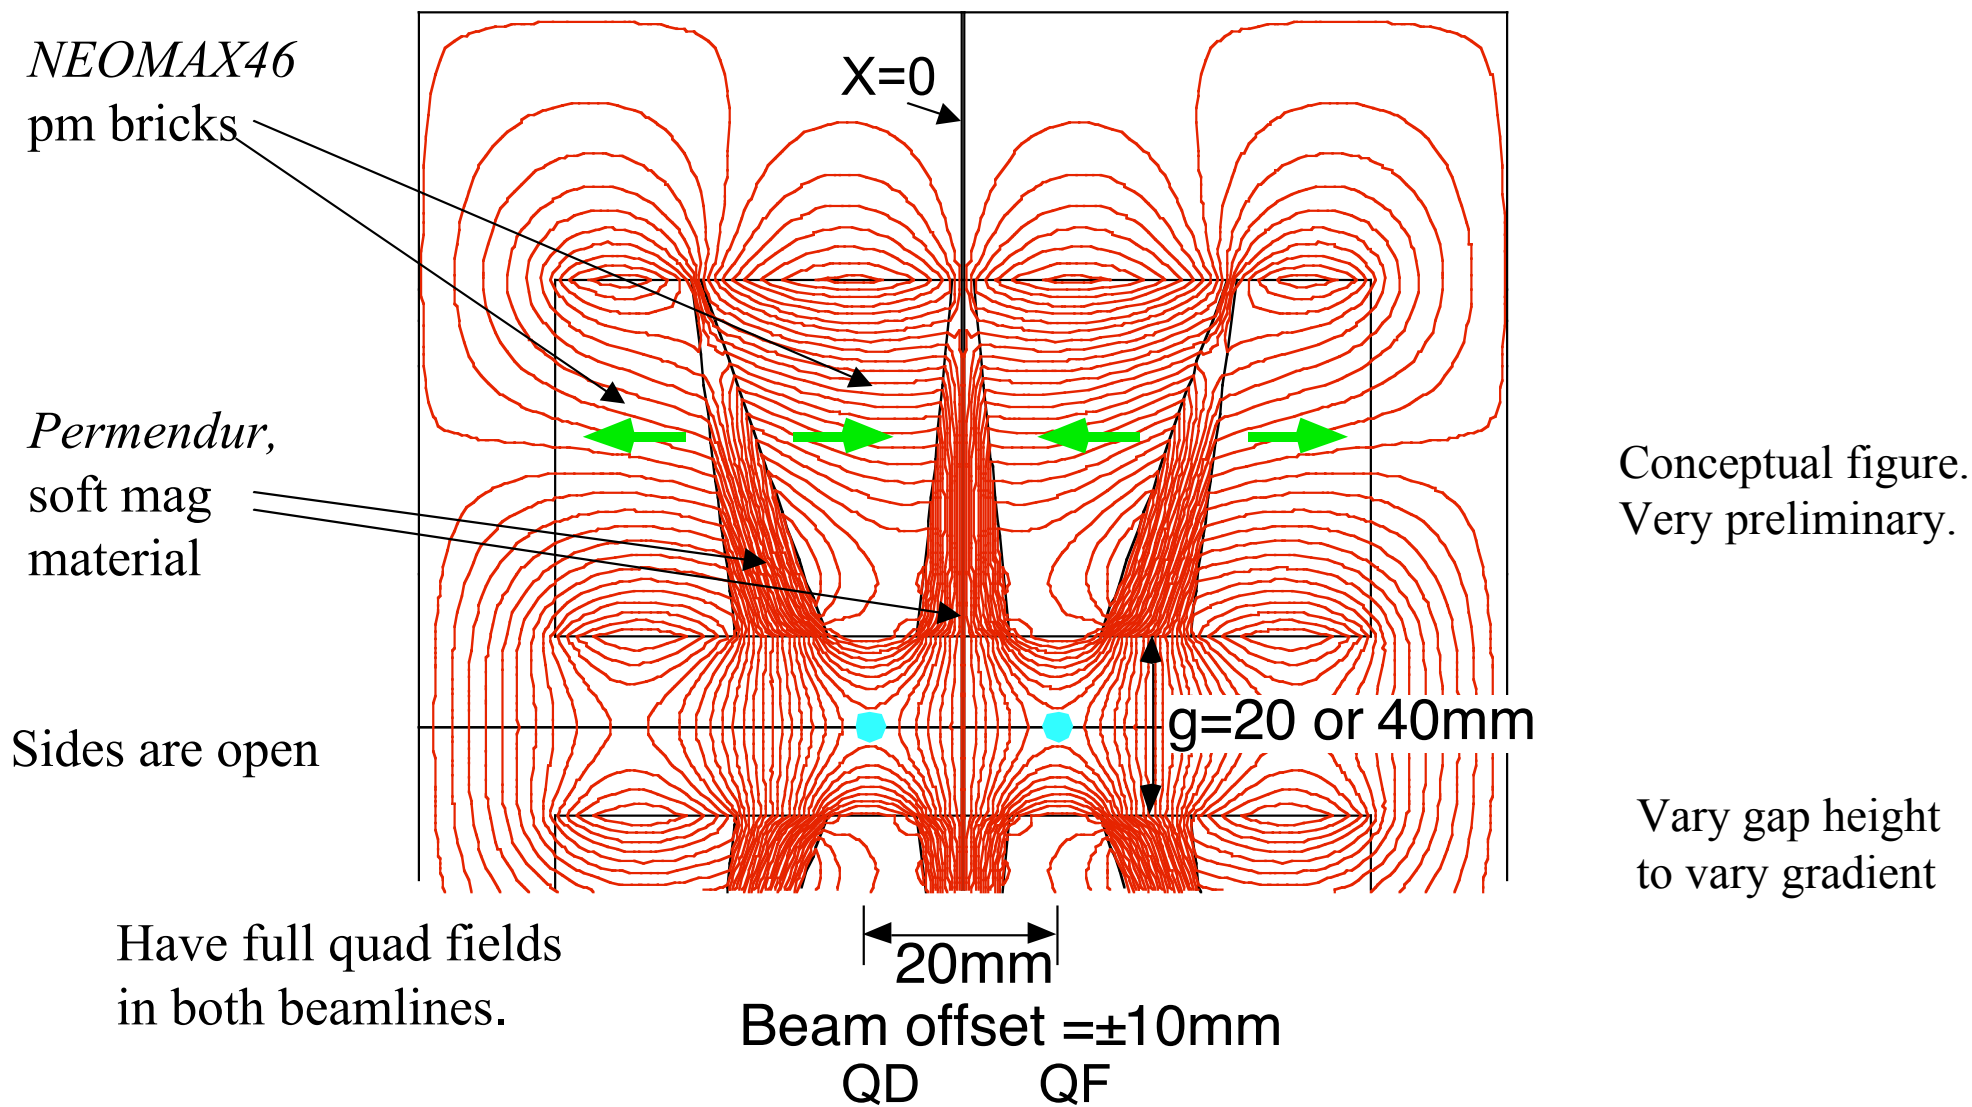 NEOMAX46
pm bricks
X=0
Permendur,
soft mag
material
Conceptual figure.
Very preliminary.
Sides are open
g=20 or 40mm
Vary gap height
to vary gradient
Have full quad fields
in both beamlines.
20mm
Beam offset =±10mm
QD QF